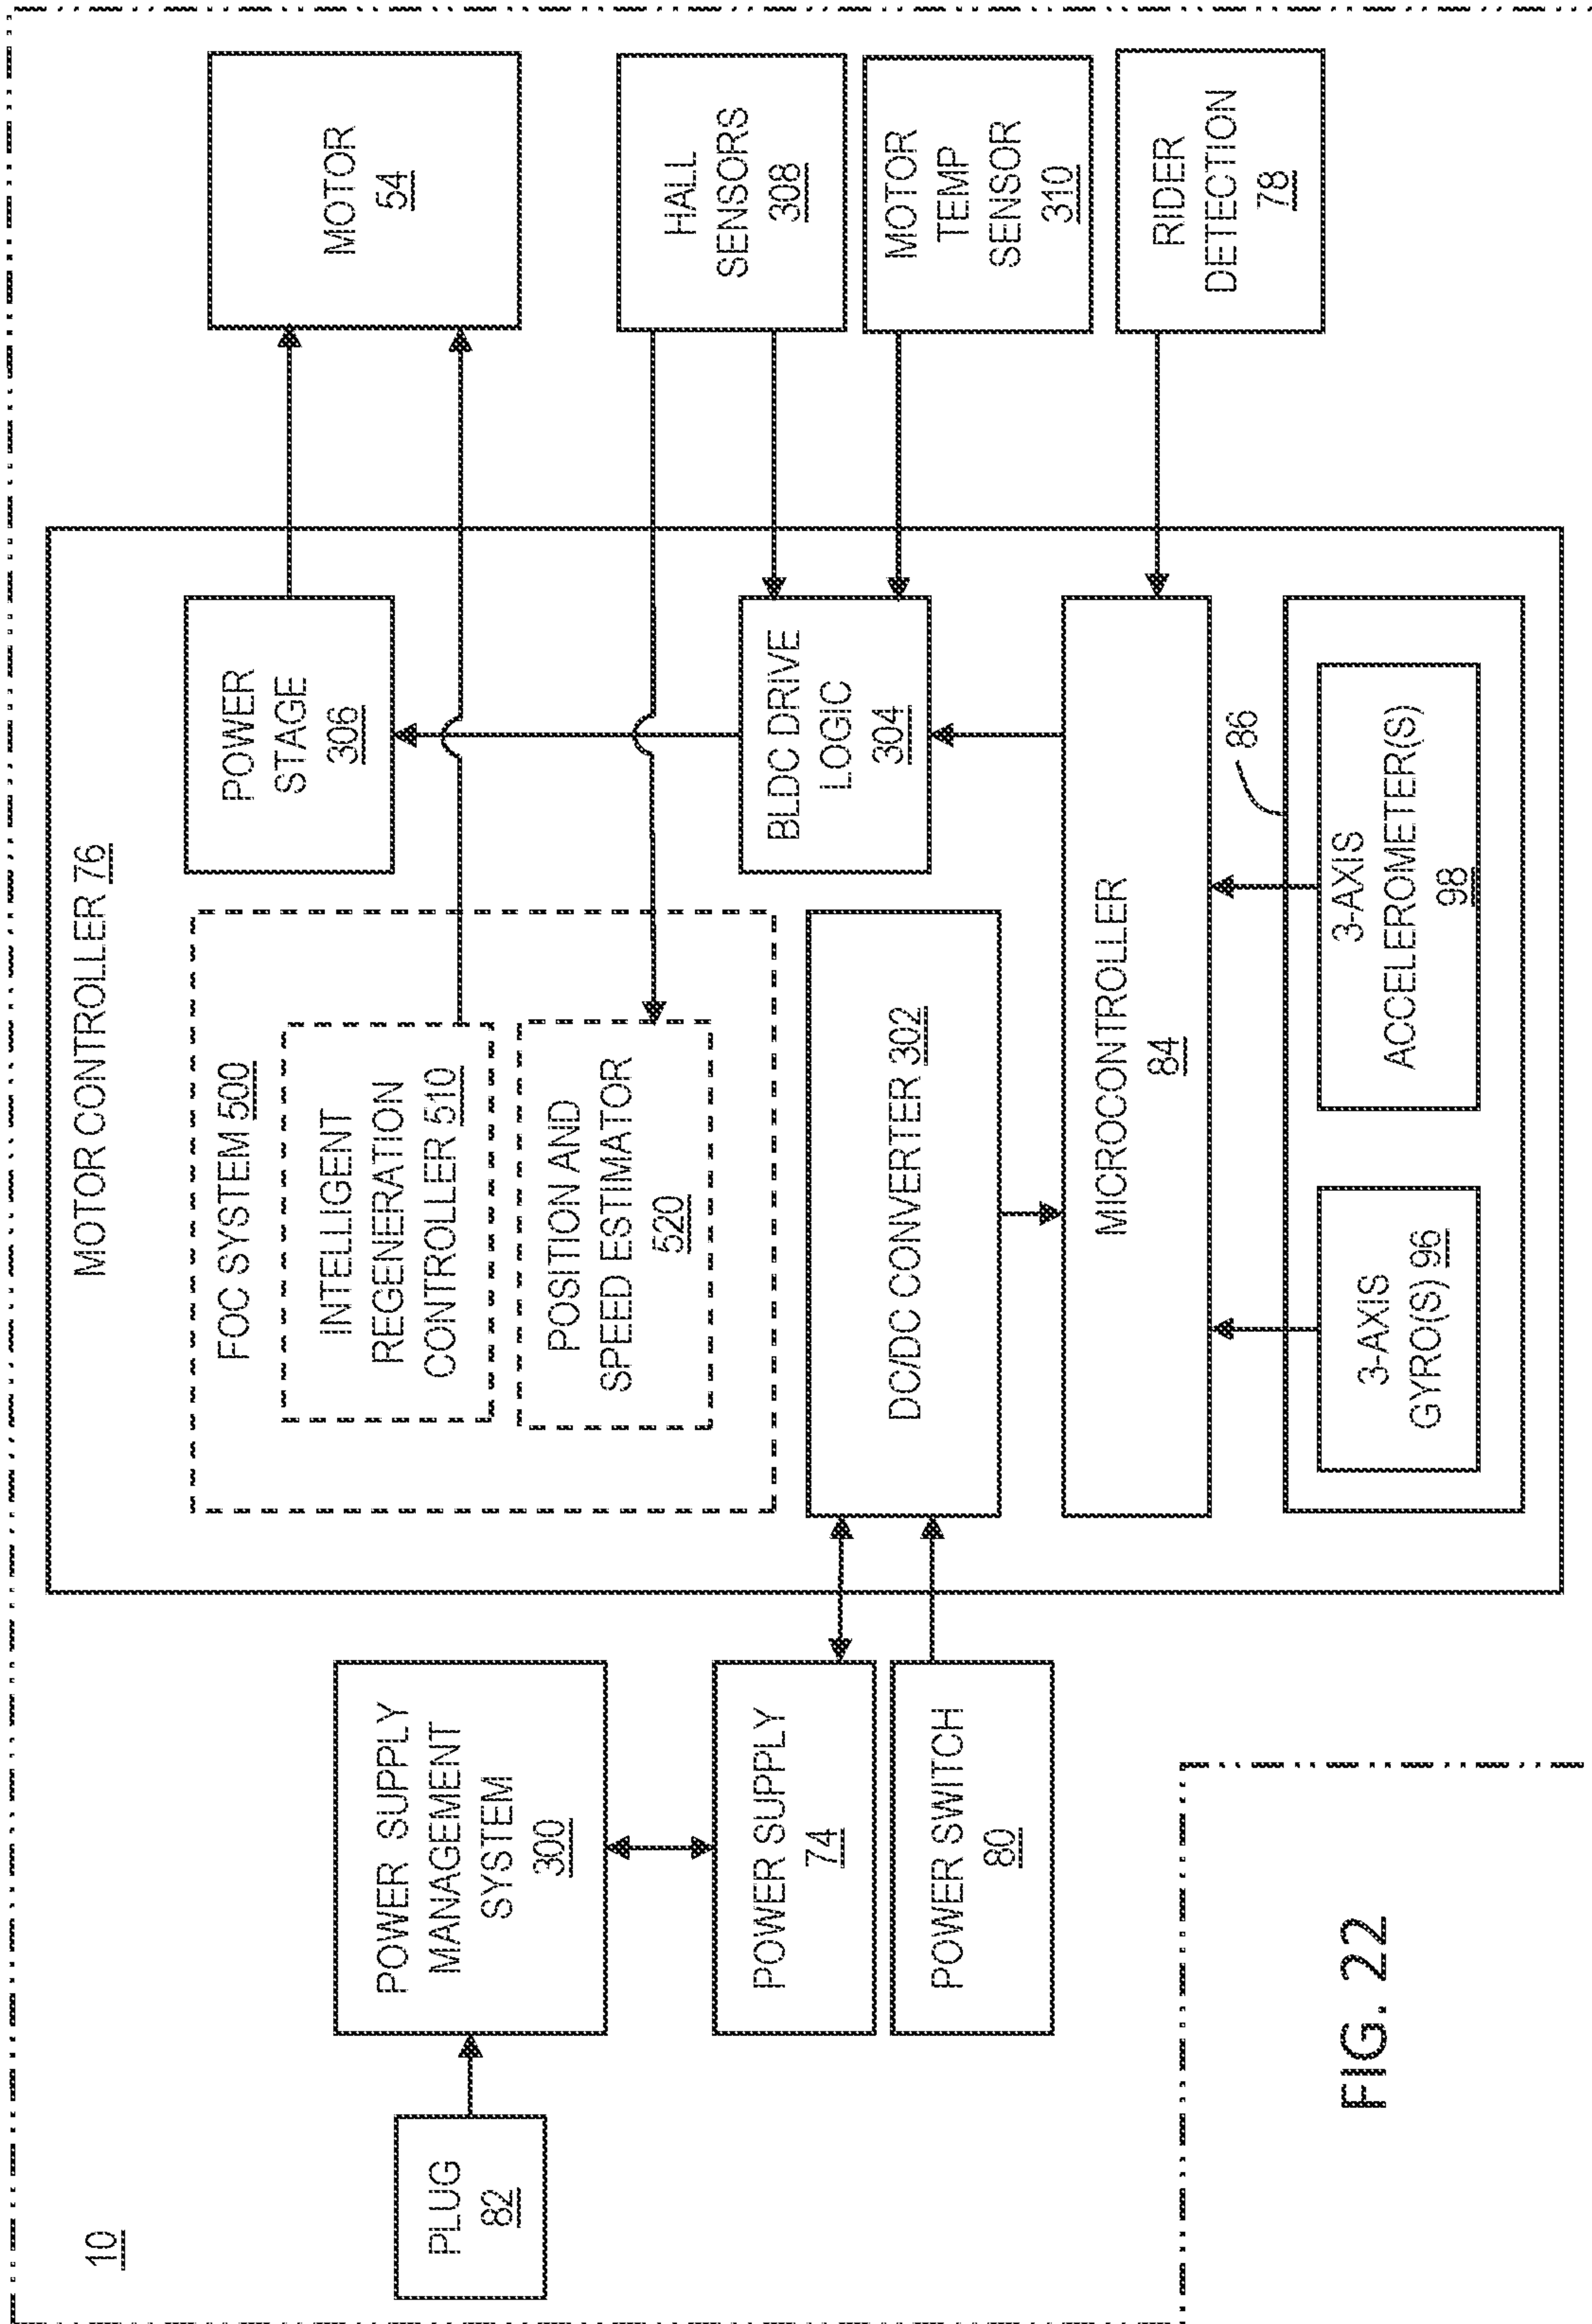 10
PLUG
82
POWER SUPPLY
MANAGEMENT
SYSTEM
300
POWER SUPPLY
74
POWER SWITCH
80
MOTOR CONTROLLER 76
FOC SYSTEM 500
INTELLIGENT
REGENERATION
CONTROLLER 510
POSITION AND
SPEED ESTIMATOR
520
POWER
STAGE
306
DC/DC CONVERTER 302
BLDC DRIVE
LOGIC
304
MICROCONTROLLER
84
86
3-AXIS
GYRO(S) 96
3-AXIS
ACCELEROMETER(S)
98
MOTOR
54
HALL
SENSORS
308
MOTOR
TEMP
SENSOR
310
RIDER
DETECTION
78
FIG. 22